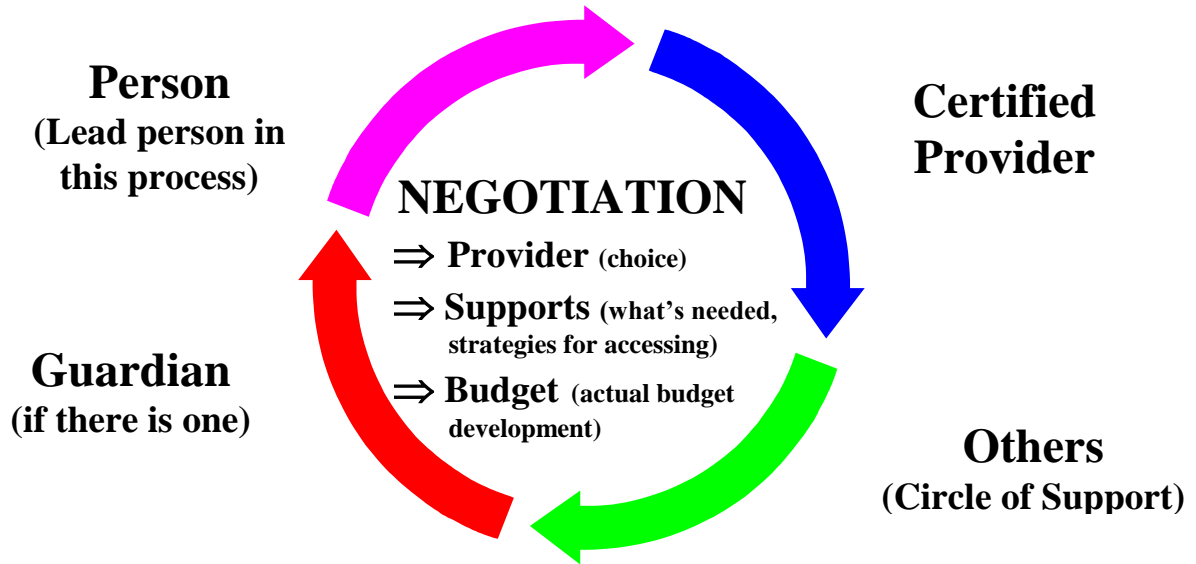 Person
(Lead person in
this process)
Certified
Provider
NEGOTIATION
⇒ Provider (choice)
⇒ Supports (what’s needed,
strategies for accessing)
⇒ Budget (actual budget
development)
Guardian
(if there is one)
Others
(Circle of Support)